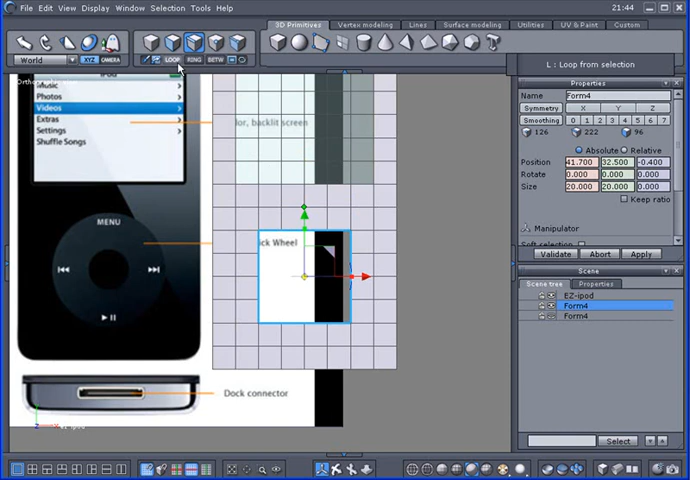 File Edit View Display Window Selection Tools Help
21:44
3D Primitives Vertex modeling Lines Surface modeling Utilities UV & Paint Custom
World XYZ CAMERA
LOOP RING BETW
L : Loop from selection
Music
Photos
Videos
Extras
Settings
Shuffle Songs
lor, backlit screen
MENU
ick Wheel
Dock connector
Z X
Properties
Name Form4
Symmetry X Y Z
Smoothing 0 1 2 3 4 5 6 7
126 222 96
Absolute Relative
Position 41.700 32.500 -0.400
Rotate 0.000 0.000 0.000
Size 20.000 20.000 0.000
Keep ratio
Manipulator
Soft selection
Validate Abort Apply
Scene
Scene tree Properties
EZ-ipod
Form4
Form4
Select